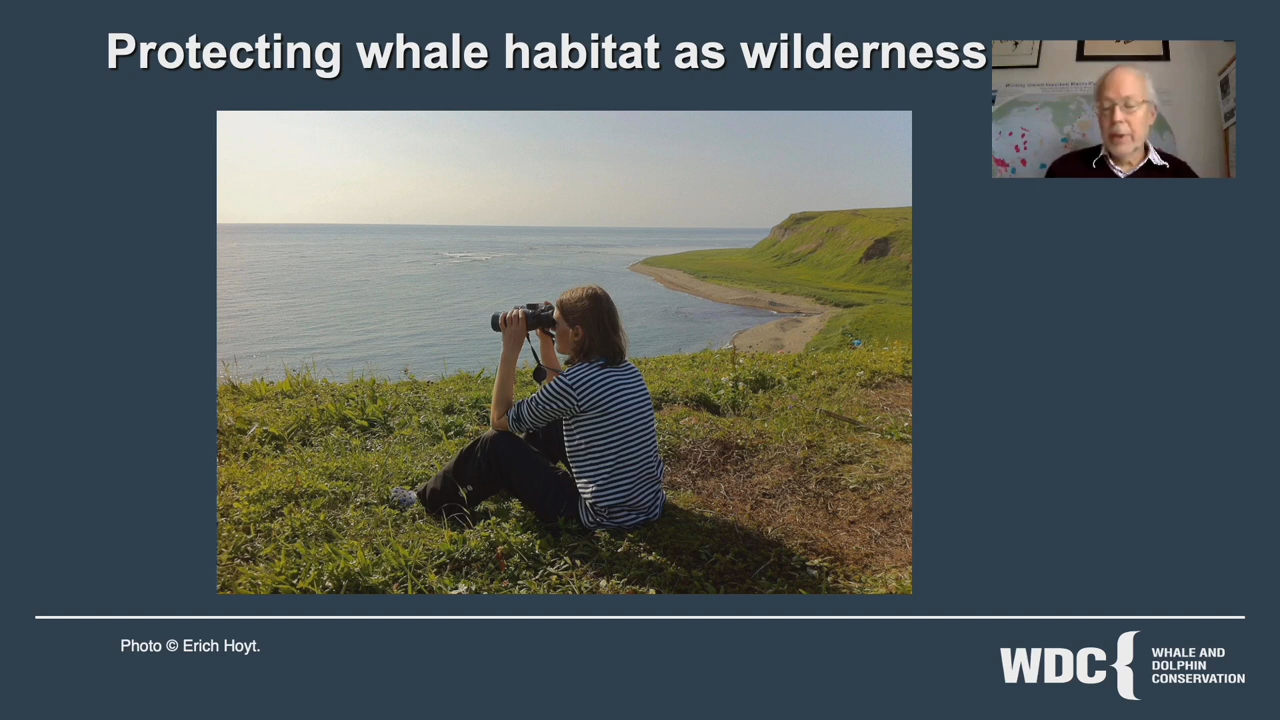 Protecting whale habitat as wilderness
Photo © Erich Hoyt.
WDC
WHALE AND
DOLPHIN
CONSERVATION